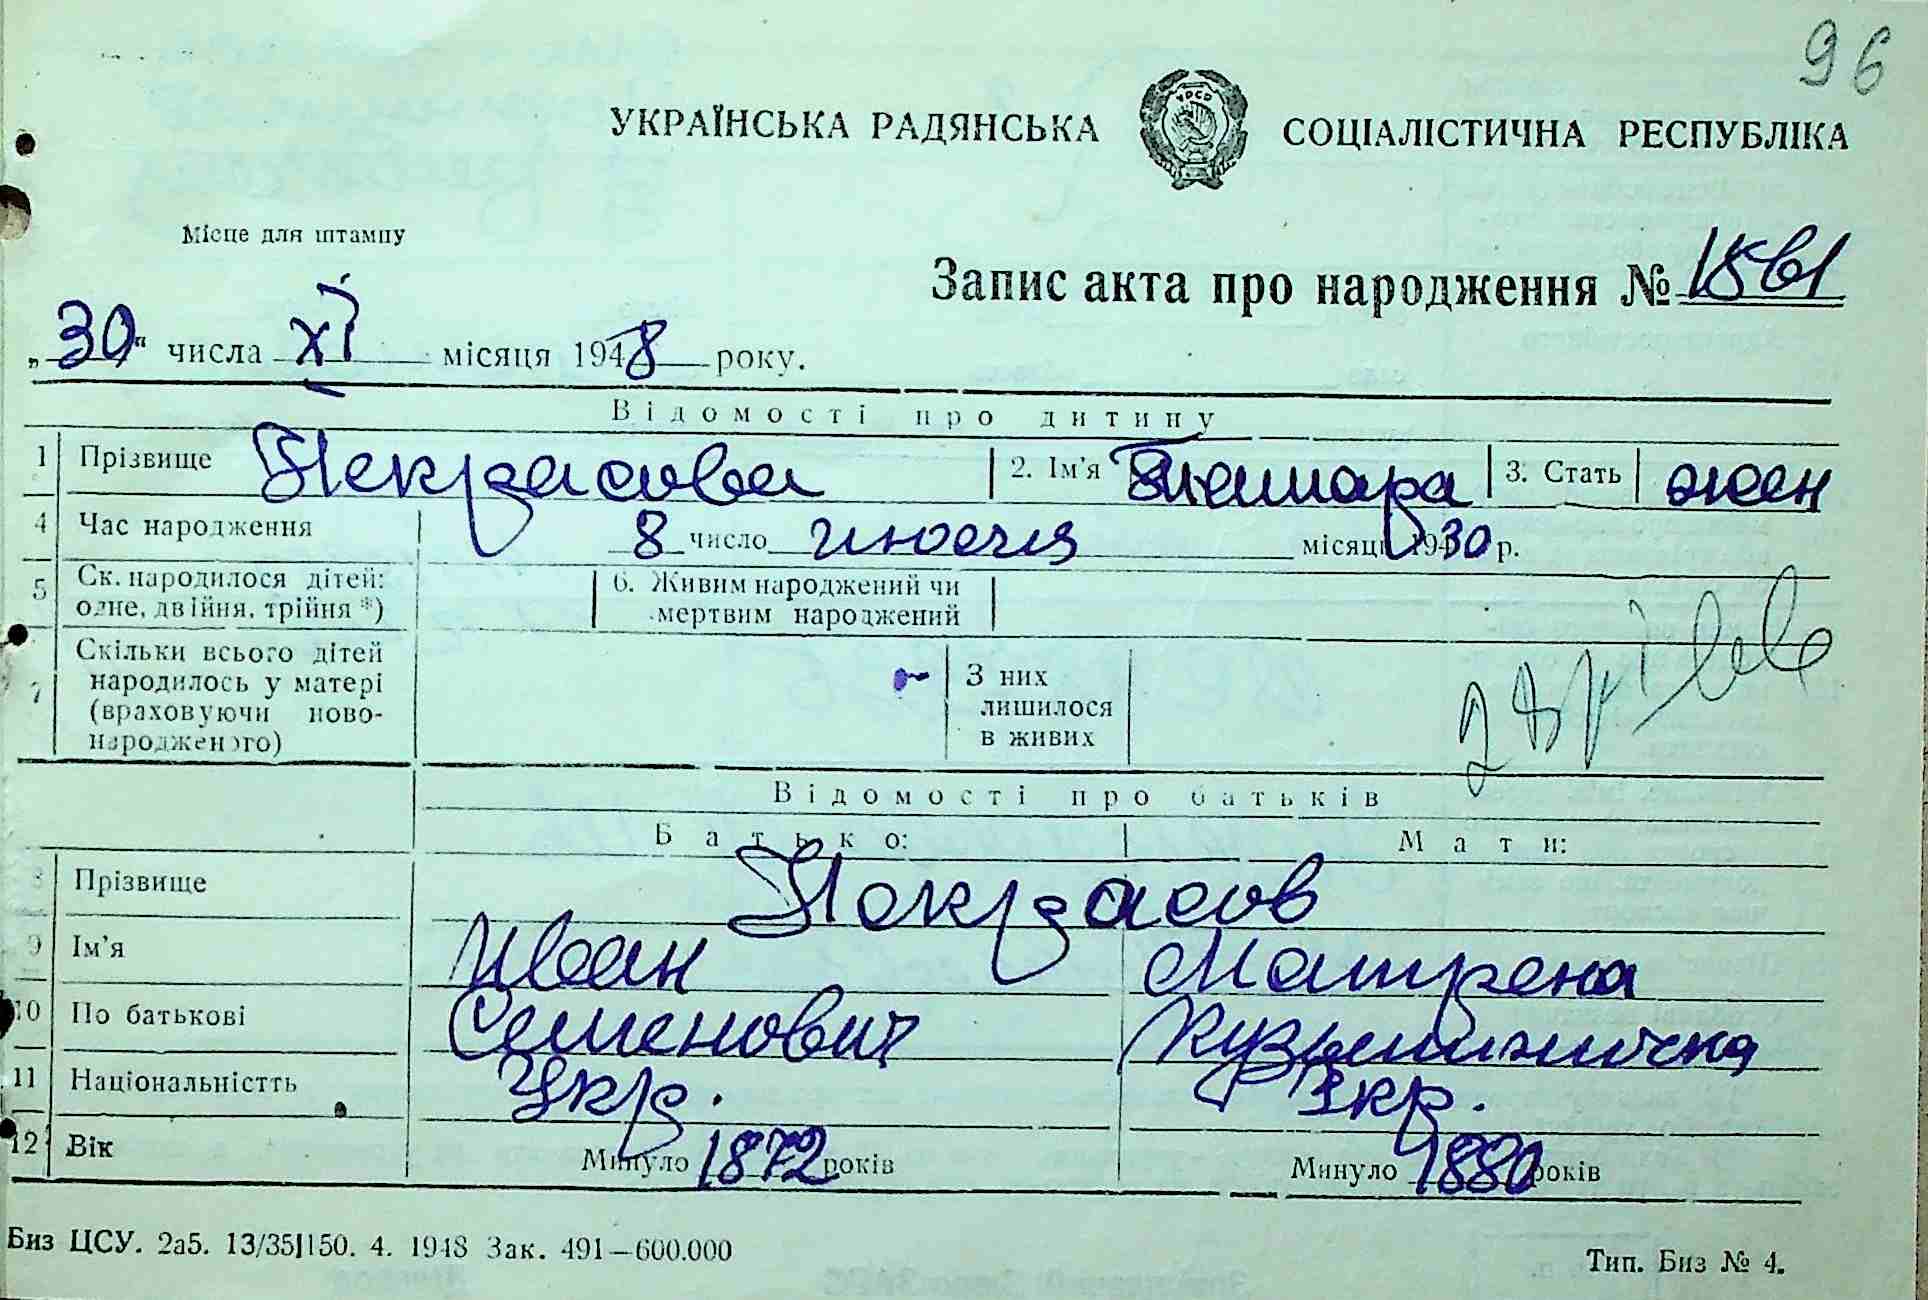 96
УКРАЇНСЬКА РАДЯНСЬКА СОЦІАЛІСТИЧНА РЕСПУБЛІКА
УРСР
Місце для штампу
Запис акта про народження № 1561
„30" числа XI місяця 1948 року.
Відомості про дитину
1 Прізвище Некрасова 2. Ім'я Тамара 3. Стать жен
4 Час народження 8 число июня місяця 1930 р.
5 Ск. народилося дітей: одне, двійня, трійня *) 6. Живим народжений чи мертвим народжений
7 Скільки всього дітей народилось у матері (враховуючи новонародженого) З них лишилося в живих
Відомості про батьків
Батько: Мати:
8 Прізвище Некрасов
9 Ім'я Иван Матрена
10 По батькові Семенович Кузьминична
11 Національністть Укр. Укр.
12 Вік Минуло 1872 років Минуло 1880 років
Биз ЦСУ. 2а5. 13/35/150. 4. 1948 Зак. 491—600.000
Тип. Биз № 4.